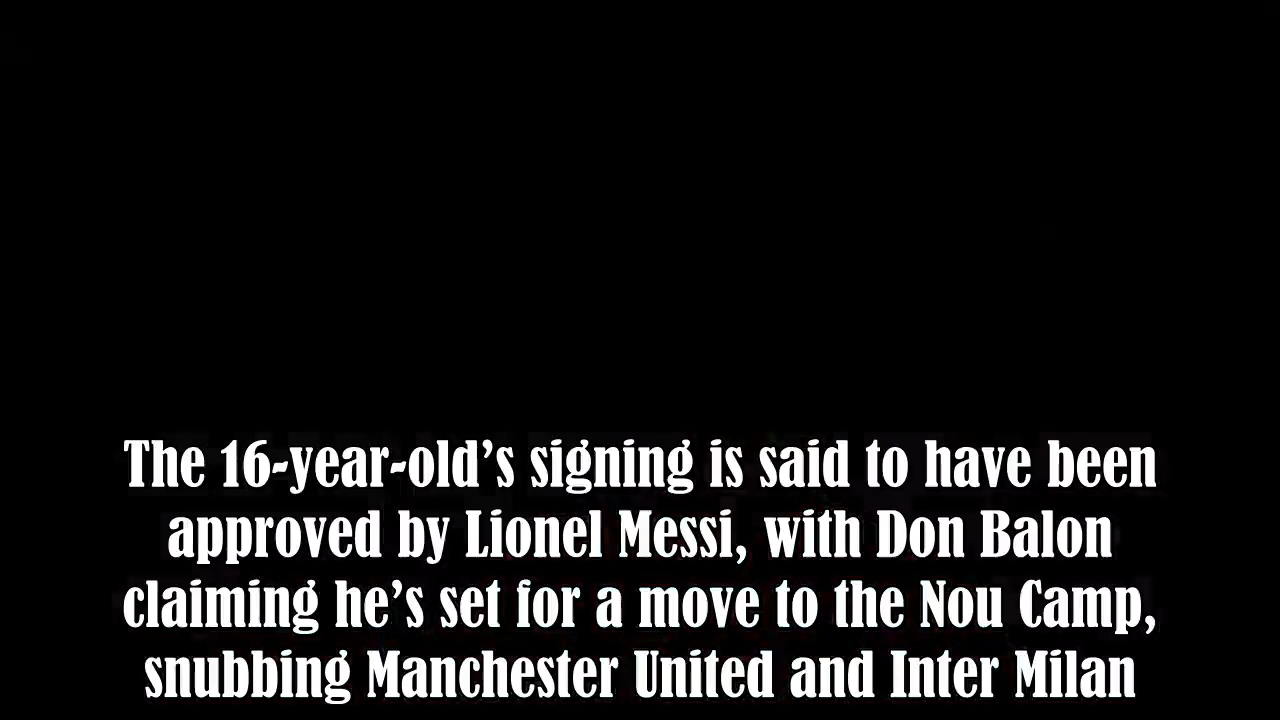 The 16-year-old’s signing is said to have been
approved by Lionel Messi, with Don Balon
claiming he’s set for a move to the Nou Camp,
snubbing Manchester United and Inter Milan